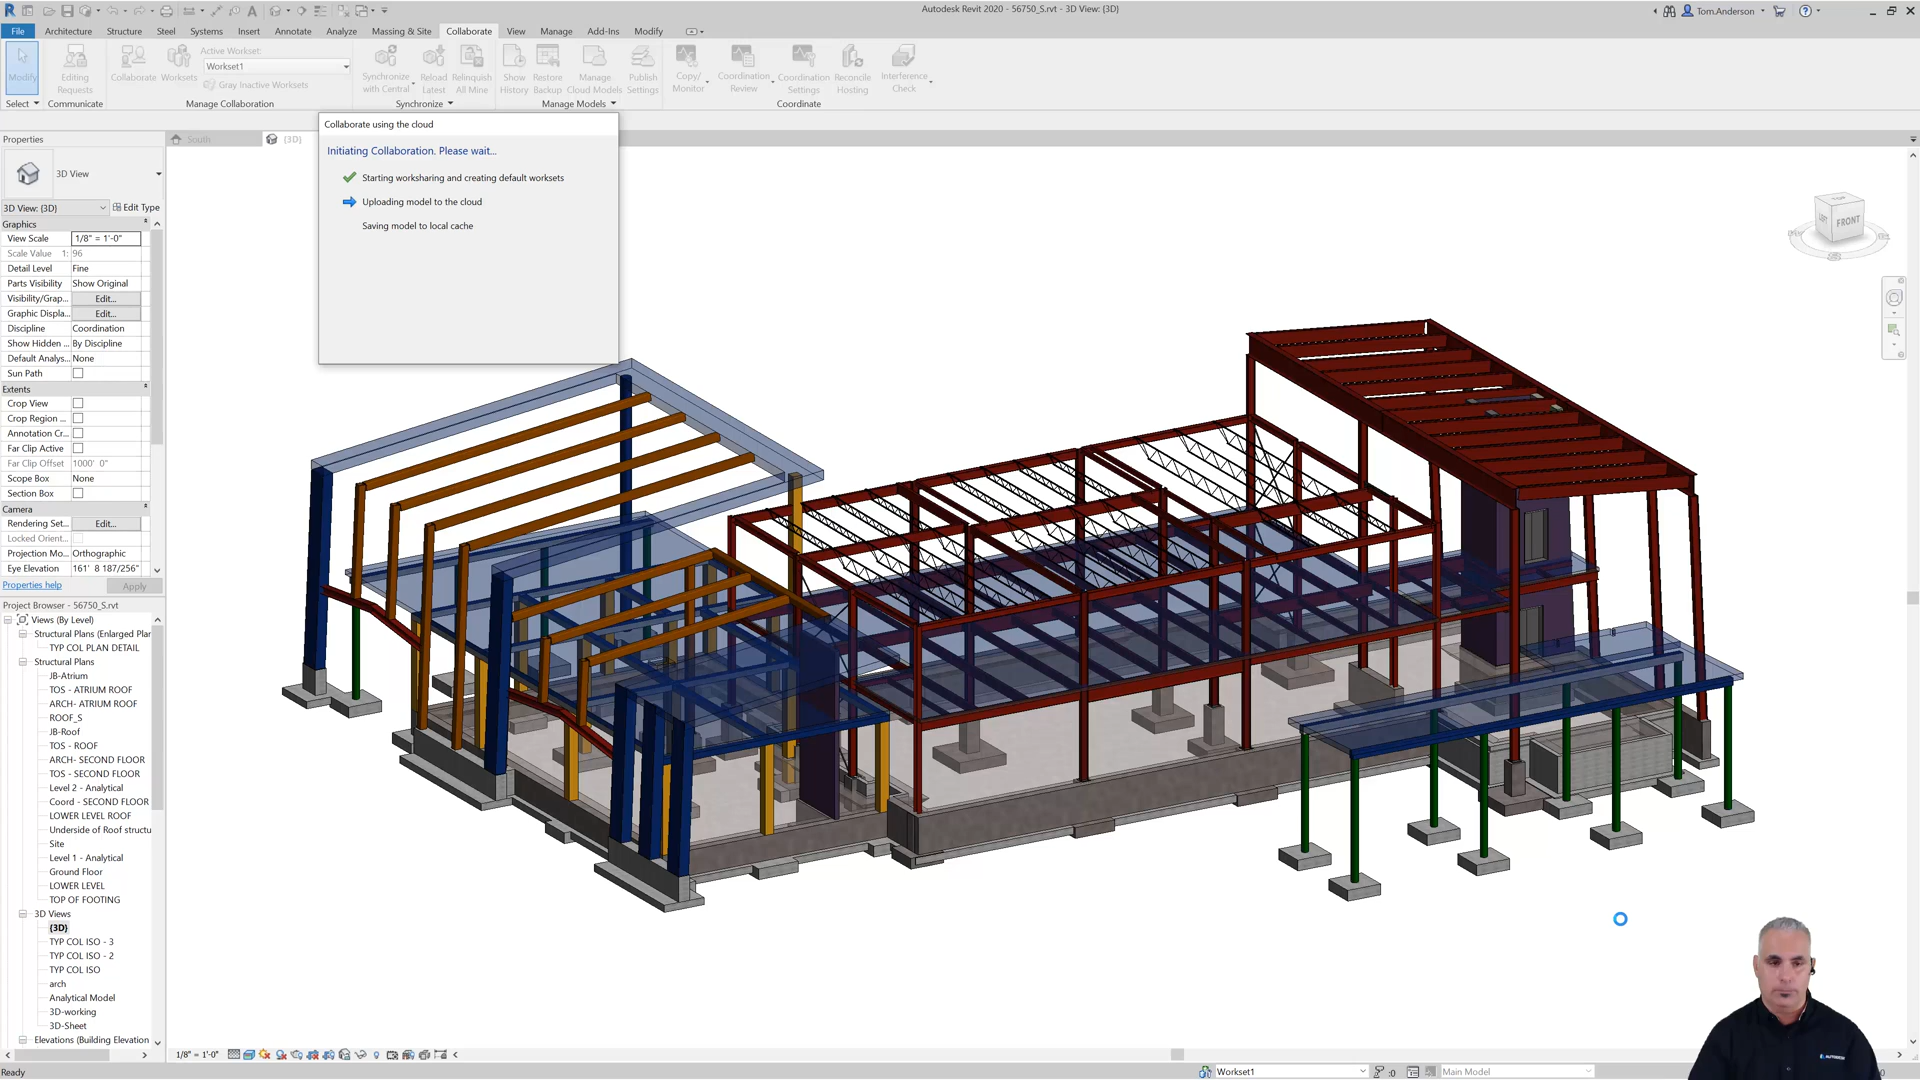 Autodesk Revit 2020 - 56750_S.rvt - 3D View: {3D}
Tom.Anderson
File Architecture Structure Steel Systems Insert Annotate Analyze Massing & Site Collaborate View Manage Add-Ins Modify
Modify
Editing Requests
Collaborate
Worksets
Active Workset:
Workset1
Gray Inactive Worksets
Synchronize with Central
Reload Latest
Relinquish All Mine
Show History
Restore Backup
Manage Cloud Models
Publish Settings
Copy/ Monitor
Coordination Review
Coordination Settings
Reconcile Hosting
Interference Check
Select Communicate Manage Collaboration Synchronize Manage Models Coordinate
Collaborate using the cloud
Initiating Collaboration. Please wait...
Starting worksharing and creating default worksets
Uploading model to the cloud
Saving model to local cache
Properties
South
{3D}
3D View
3D View: {3D}
Edit Type
Graphics
View Scale 1/8" = 1'-0"
Scale Value 1: 96
Detail Level Fine
Parts Visibility Show Original
Visibility/Grap... Edit...
Graphic Displa... Edit...
Discipline Coordination
Show Hidden ... By Discipline
Default Analys... None
Sun Path
Extents
Crop View
Crop Region ...
Annotation Cr...
Far Clip Active
Far Clip Offset 1000' 0"
Scope Box None
Section Box
Camera
Rendering Set... Edit...
Locked Orient...
Projection Mo... Orthographic
Eye Elevation 161' 8 187/256"
Properties help
Apply
Project Browser - 56750_S.rvt
Views (By Level)
Structural Plans (Enlarged Plan
TYP COL PLAN DETAIL
Structural Plans
JB-Atrium
TOS - ATRIUM ROOF
ARCH- ATRIUM ROOF
ROOF_S
JB-Roof
TOS - ROOF
ARCH- SECOND FLOOR
TOS - SECOND FLOOR
Level 2 - Analytical
Coord - SECOND FLOOR
LOWER LEVEL ROOF
Underside of Roof structu
Site
Level 1 - Analytical
Ground Floor
LOWER LEVEL
TOP OF FOOTING
3D Views
{3D}
TYP COL ISO - 3
TYP COL ISO - 2
TYP COL ISO
arch
Analytical Model
3D-working
3D-Sheet
Elevations (Building Elevation
TOP
LEFT
FRONT
1/8" = 1'-0"
Ready
Worksset1
:0
Main Model
AUTODESK